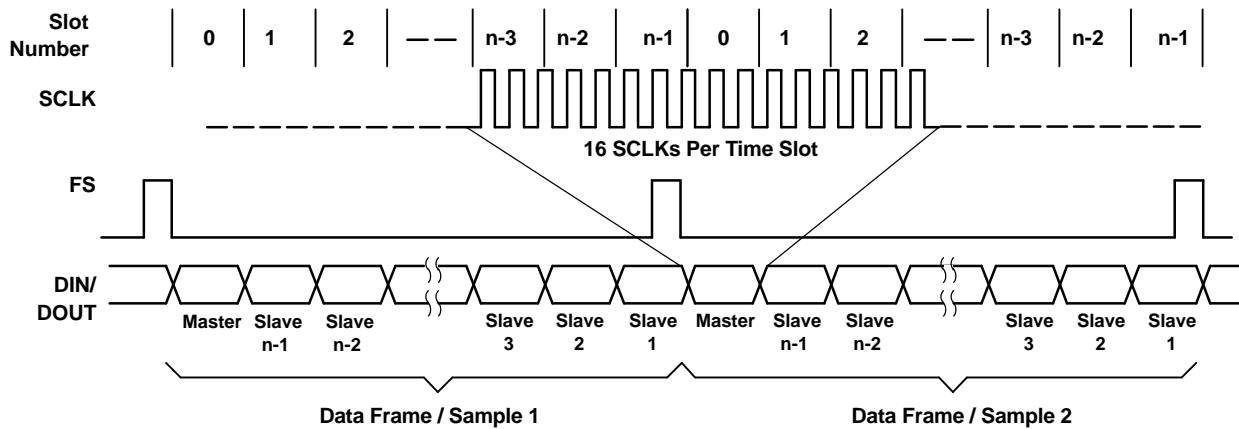 Slot Number
0 1 2 n-3 n-2 n-1 0 1 2 n-3 n-2 n-1
SCLK
16 SCLKs Per Time Slot
FS
DIN/
DOUT
Master Slave n-1 Slave n-2 Slave 3 Slave 2 Slave 1 Master Slave n-1 Slave n-2 Slave 3 Slave 2 Slave 1
Data Frame / Sample 1 Data Frame / Sample 2